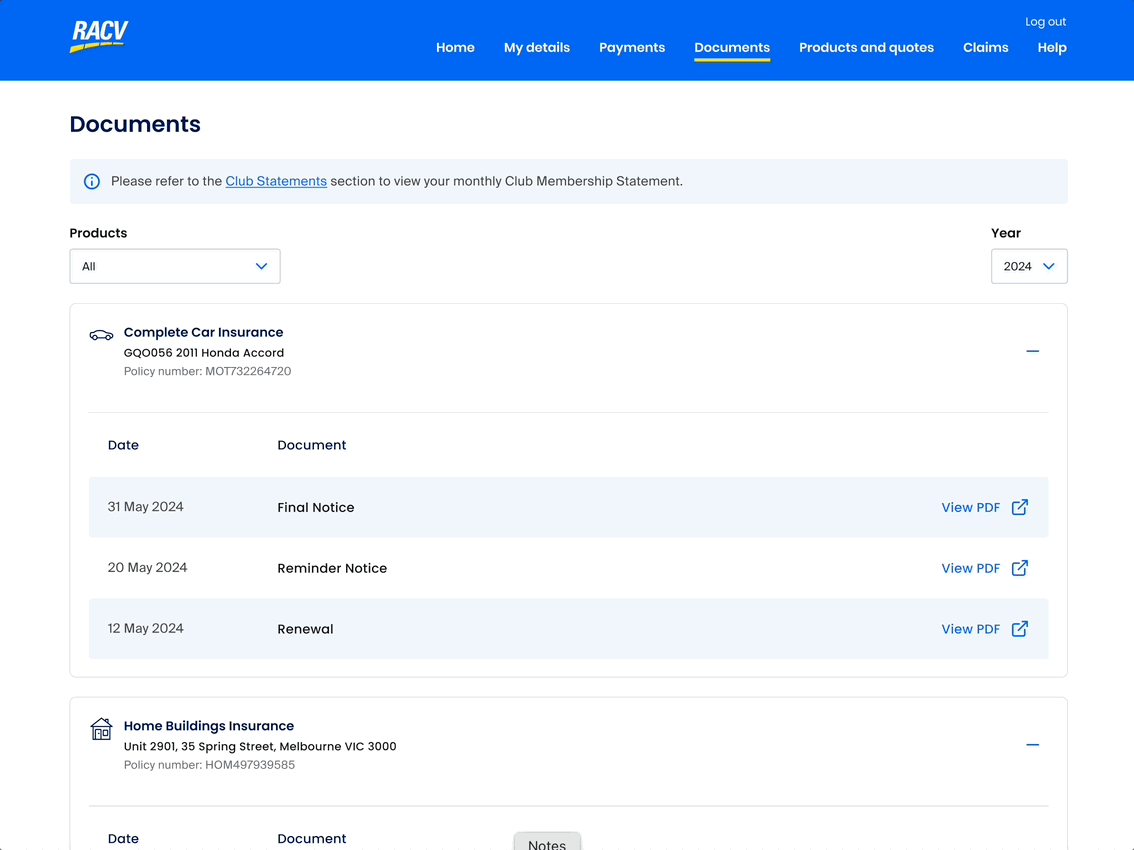 RACV
Log out
Home My details Payments Documents Products and quotes Claims Help
Documents
Please refer to the Club Statements section to view your monthly Club Membership Statement.
Products Year
All 2024
Complete Car Insurance
GQO056 2011 Honda Accord
Policy number: MOT732264720
Date Document
31 May 2024 Final Notice View PDF
20 May 2024 Reminder Notice View PDF
12 May 2024 Renewal View PDF
Home Buildings Insurance
Unit 2901, 35 Spring Street, Melbourne VIC 3000
Policy number: HOM497939585
Date Document
Notes